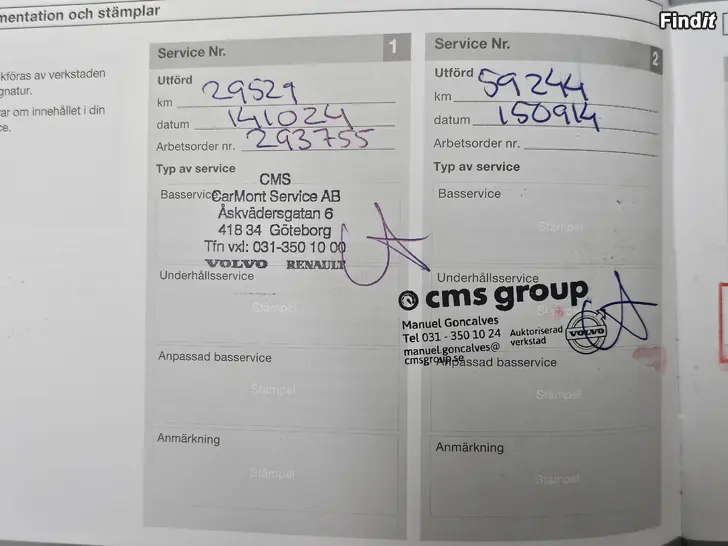 mentation och stämplar
Findit
kföras av verkstaden
gnatur.
ar om innehållet i din
ce.
Service Nr. 1
Utförd
km 29529
datum 141024
Arbetsorder nr. 293755
Typ av service
Basservice
CMS
CarMont Service AB
Åskvädersgatan 6
418 34 Göteborg
Tfn vxl: 031-350 10 00
VOLVO RENAULT
Underhållsservice
Stämpel
Anpassad basservice
Stämpel
Anmärkning
Stämpel
Service Nr. 2
Utförd
km 59244
datum 150914
Arbetsorder nr.
Typ av service
Basservice
Stämpel
Underhållsservice
cms group
Manuel Goncalves
Tel 031 - 350 10 24
manuel.goncalves@
cmsgroup.se
Auktoriserad
verkstad
VOLVO
Anpassad basservice
Stämpel
Anmärkning
Stämpel